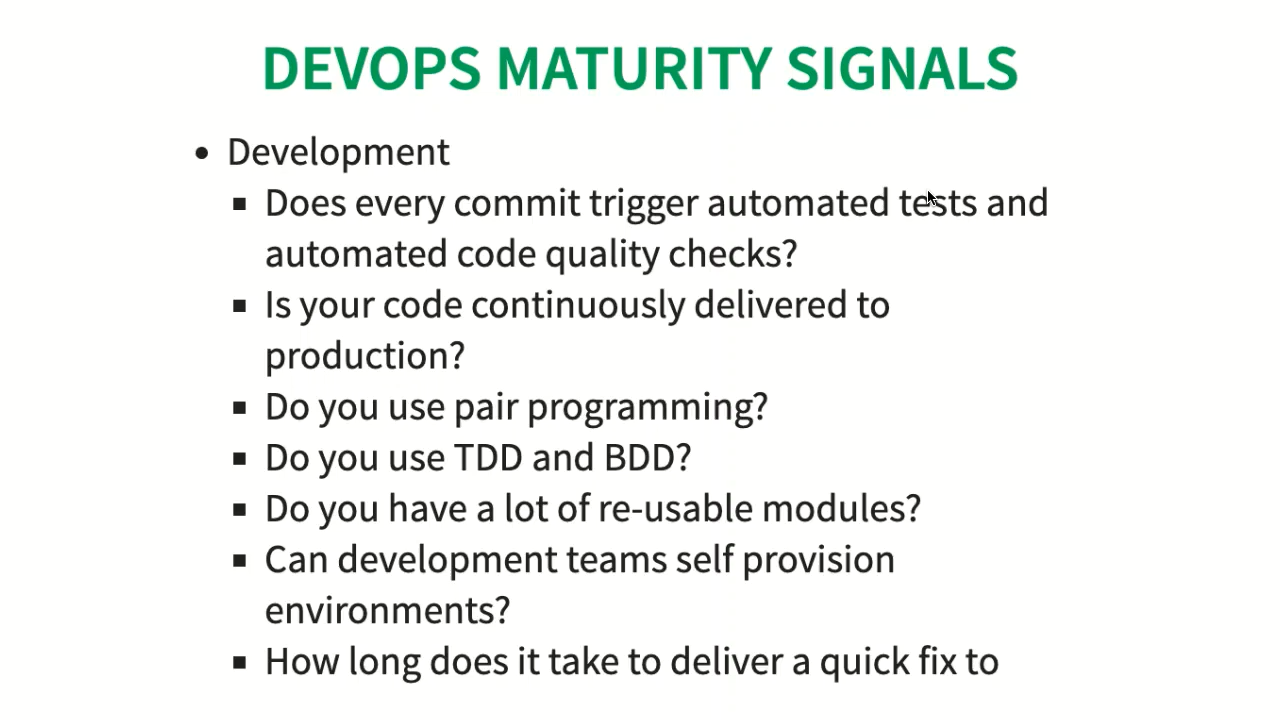 DEVOPS MATURITY SIGNALS
• Development
▪ Does every commit trigger automated tests and
automated code quality checks?
▪ Is your code continuously delivered to
production?
▪ Do you use pair programming?
▪ Do you use TDD and BDD?
▪ Do you have a lot of re-usable modules?
▪ Can development teams self provision
environments?
▪ How long does it take to deliver a quick fix to